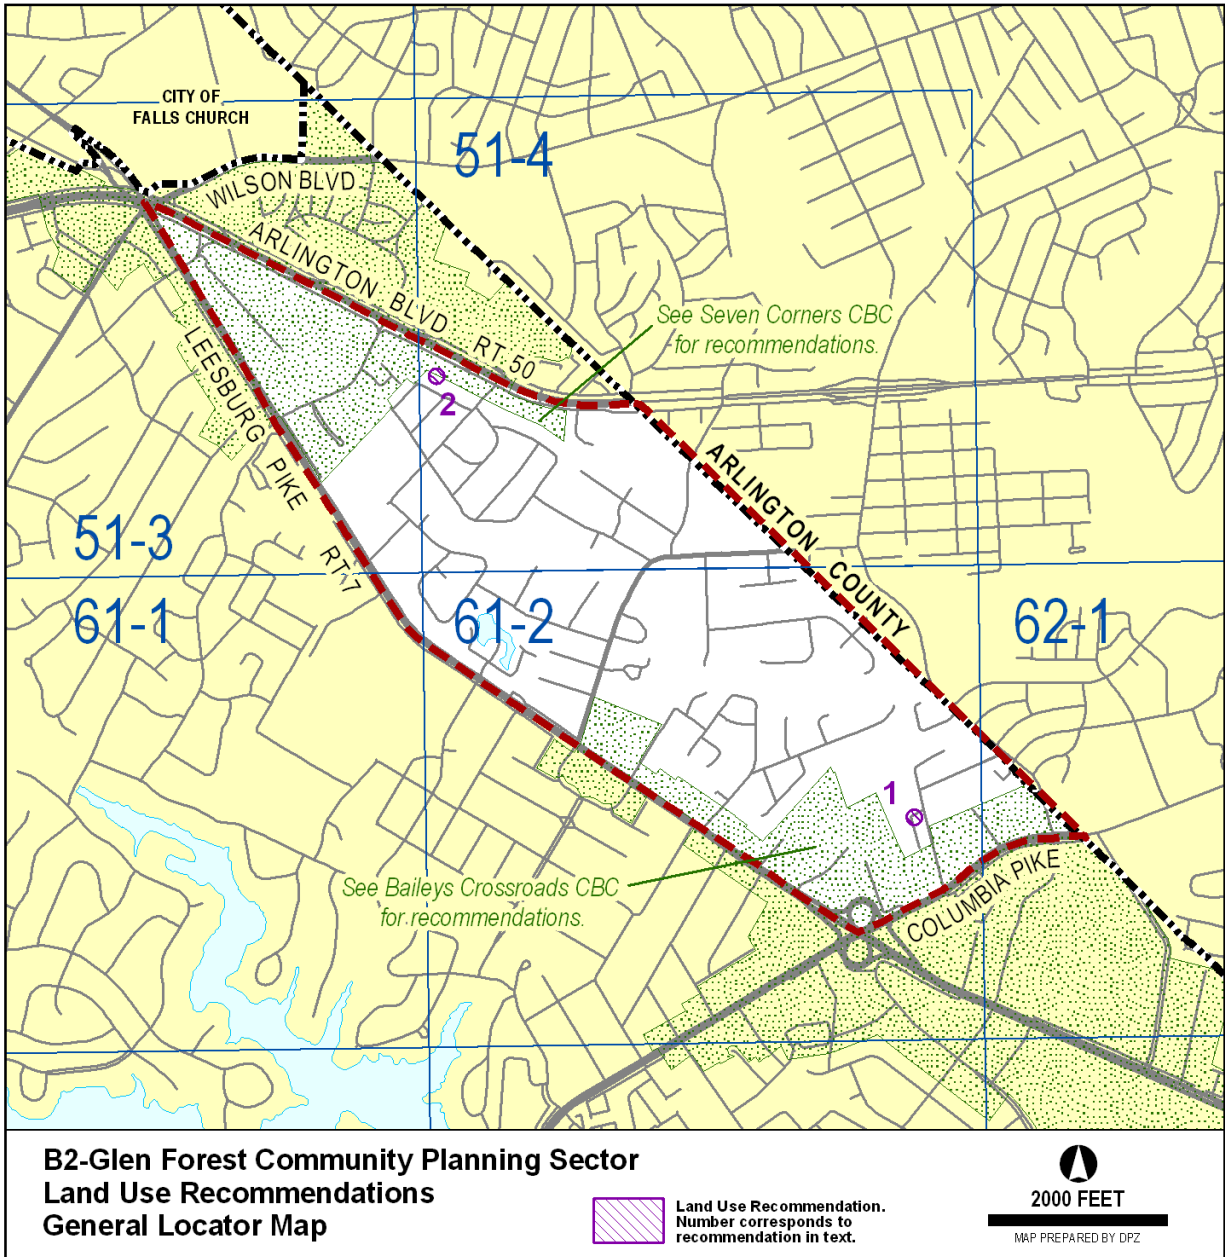 CITY OF
FALLS CHURCH
51-4
WILSON BLVD
ARLINGTON BLVD RT 50
See Seven Corners CBC
for recommendations.
2
LEESBURG PIKE RT 7
ARLINGTON COUNTY
51-3
61-1
61-2
62-1
1
See Baileys Crossroads CBC
for recommendations.
COLUMBIA PIKE
B2-Glen Forest Community Planning Sector
Land Use Recommendations
General Locator Map
Land Use Recommendation.
Number corresponds to
recommendation in text.
2000 FEET
MAP PREPARED BY DPZ